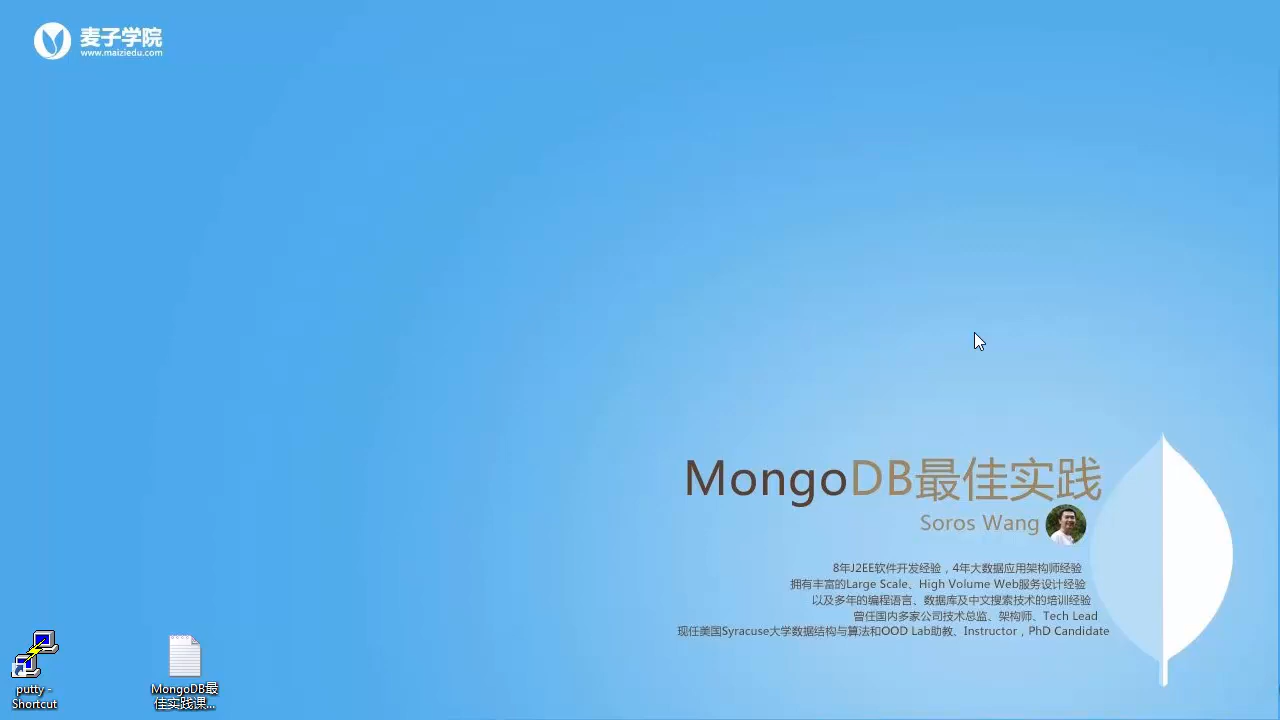 麦子学院
www.maiziedu.com
MongoDB最佳实践
Soros Wang
8年J2EE软件开发经验，4年大数据应用架构师经验
拥有丰富的Large Scale、High Volume Web服务设计经验
以及多年的编程语言、数据库及中文搜索技术的培训经验
曾任国内多家公司技术总监、架构师、Tech Lead
现任美国Syracuse大学数据结构与算法和OOD Lab助教、Instructor，PhD Candidate
putty -
Shortcut
MongoDB最
佳实践课...